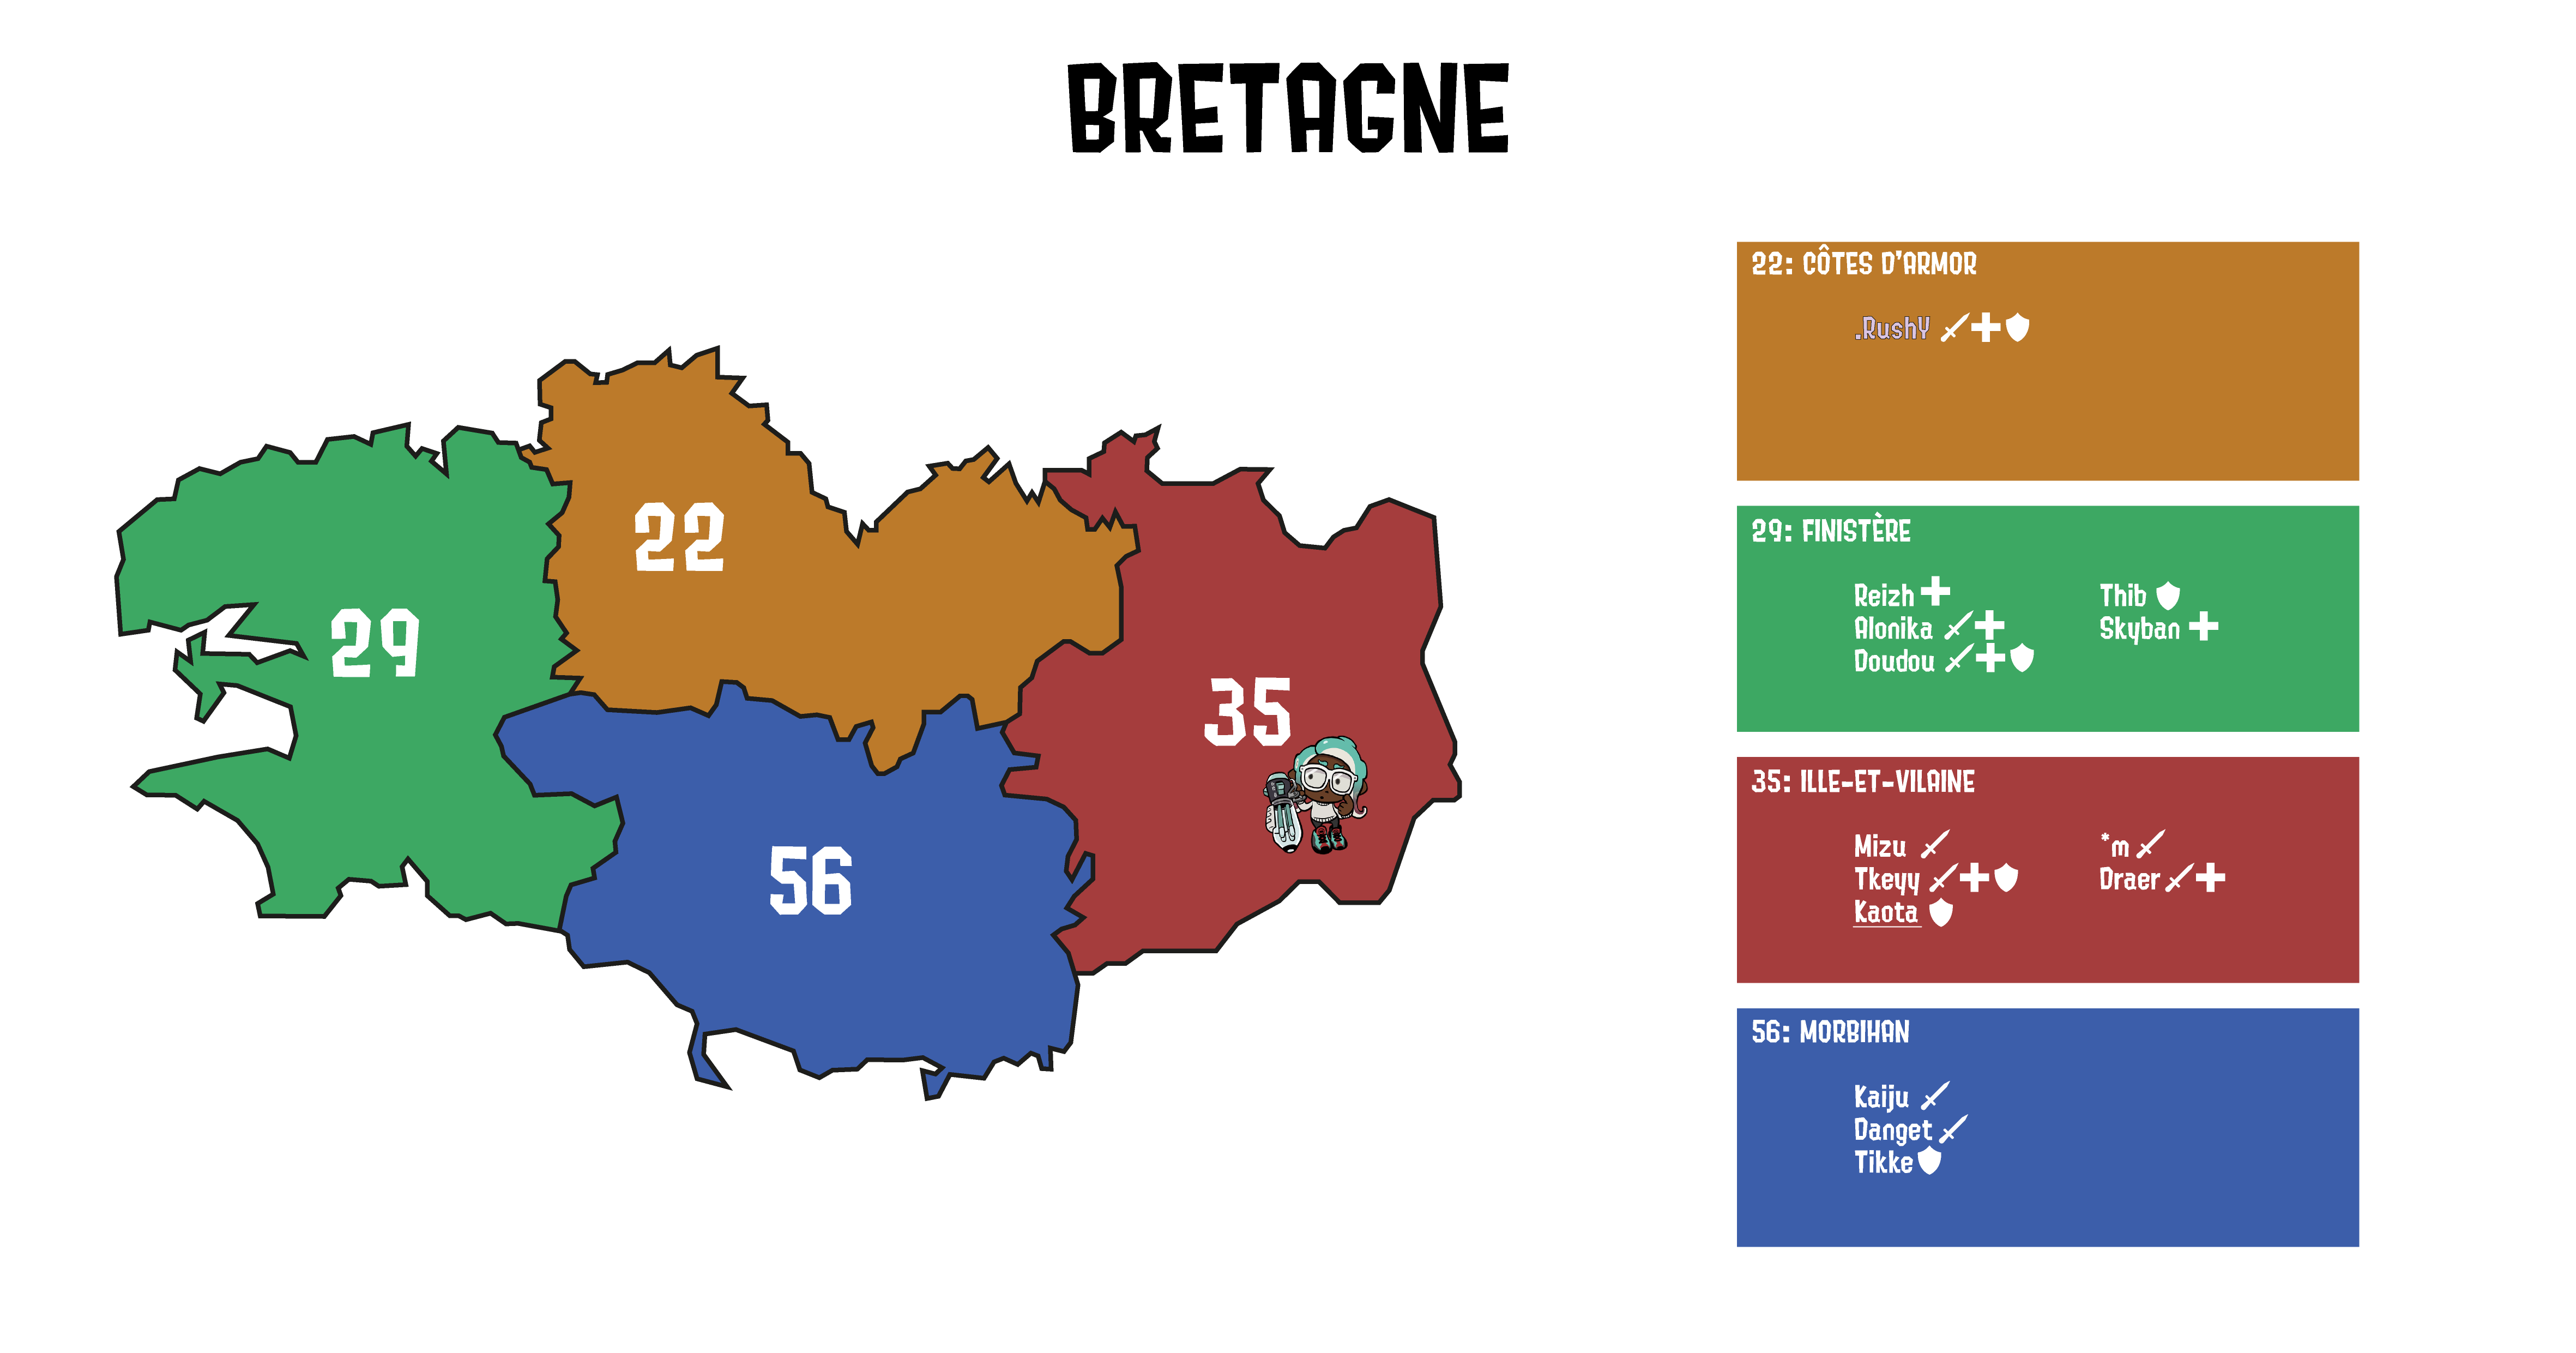 BRETAGNE
22
29
35
56
22: CÔTES D'ARMOR
.RushY
29: FINISTÈRE
Reizh
Alonika
Doudou
Thib
Skyban
35: ILLE-ET-VILAINE
Mizu
Tkeyy
Kaota
*m
Draer
56: MORBIHAN
Kaiju
Danget
Tikke